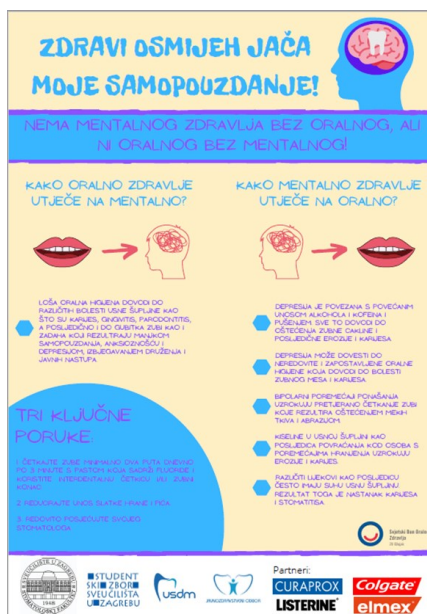 ZDRAVI OSMIJEH JAČA
MOJE SAMOPOUZDANJE!
NEMA MENTALNOG ZDRAVLJA BEZ ORALNOG, ALI
NI ORALNOG BEZ MENTALNOG!
KAKO ORALNO ZDRAVLJE
UTJEČE NA MENTALNO?
LOŠA ORALNA HIGIJENA DOVODI DO
RAZLIČITIH BOLESTI USNE ŠUPLJINE KAO
ŠTO SU KARIJES, GINGIVITIS, PARODONTITIS,
A POSLJEDIČNO I DO GUBITKA ZUBI KAO I
ZADAHA KOJI REZULTIRAJU MANJKOM
SAMOPOUZDANJA, ANKSIOZNOŠĆU I
DEPRESIJOM, IZBJEGAVANJEM DRUŽENJA I
JAVNIH NASTUPA.
TRI KLJUČNE
PORUKE:
1. ČETKAJTE ZUBE MINIMALNO DVA PUTA DNEVNO
PO 3 MINUTE S PASTOM KOJA SADRŽI FLUORIDE I
KORISTITE INTERDENTALNU ČETKICU I/ILI ZUBNI
KONAC
2. REDUCIRAJTE UNOS SLATKE HRANE I PIĆA
3. REDOVITO POSJEĆUJTE SVOJEG
STOMATOLOGA
KAKO MENTALNO ZDRAVLJE
UTJEČE NA ORALNO?
DEPRESIJA JE POVEZANA S POVEĆANIM
UNOSOM ALKOHOLA I KOFEINA I
PUŠENJEM. SVE TO DOVODI DO
OŠTEĆENJA ZUBNE CAKLINE I
POSLJEDIČNE EROZIJE I KARIJESA.
DEPRESIJA MOŽE DOVESTI DO
NEREDOVITE I ZAPOSTAVLJENE ORALNE
HIGIJENE KOJA DOVODI DO BOLESTI
ZUBNOG MESA I KARIJESA.
BIPOLARNI POREMEĆAJI PONAŠANJA
UZROKUJU PRETJERANO ČETKANJE ZUBI
KOJE REZULTIRA OŠTEĆENJEM MEKIH
TKIVA I ABRAZIJOM.
KISELINE U USNOJ ŠUPLJINI KAO
POSLJEDICA POVRAĆANJA KOD OSOBA S
POREMEĆAJIMA HRANJENJA UZROKUJU
EROZIJE I KARIJES.
RAZLIČITI LIJEKOVI KAO POSLJEDICU
ČESTO IMAJU SUHU USNU ŠUPLJINU.
REZULTAT TOGA JE NASTANAK KARIJESA
I STOMATITISA.
Svjetski Dan Oralnog
Zdravlja
STUDENT
SKI ZBOR
SVEUČILIŠTA
U ZAGREBU
usdm
Partneri:
CURAPROX
Colgate
LISTERINE
elmex